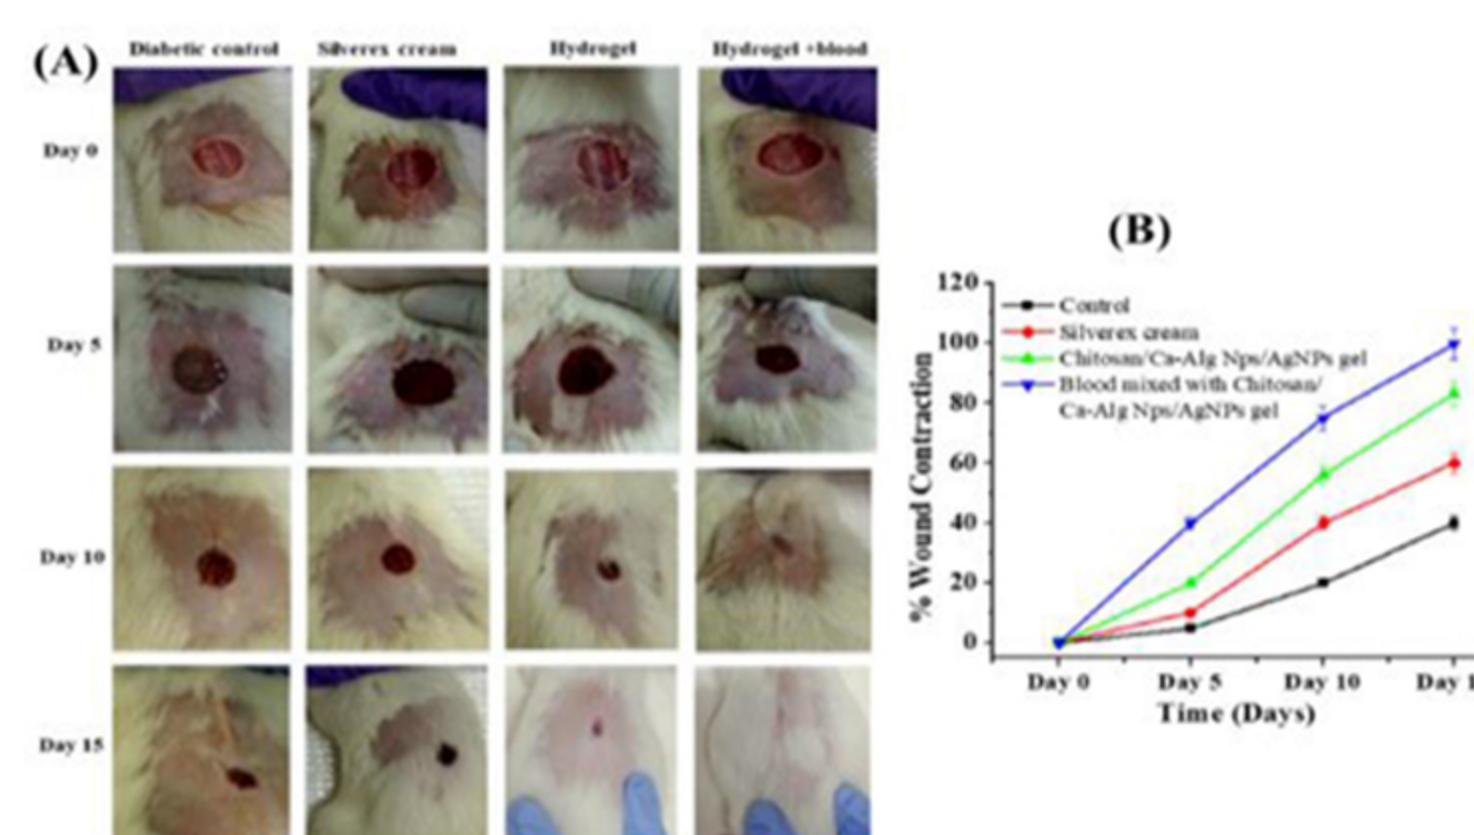 (A)
Diabetic control
Silverex cream
Hydrogel
Hydrogel +blood
Day 0
Day 5
Day 10
Day 15
(B)
120
100
80
60
40
20
0
% Wound Contraction
Control
Silverex cream
Chitosan/Ca-Alg Nps/AgNPs gel
Blood mixed with Chitosan/
Ca-Alg Nps/AgNPs gel
Day 0
Day 5
Day 10
Day 1
Time (Days)